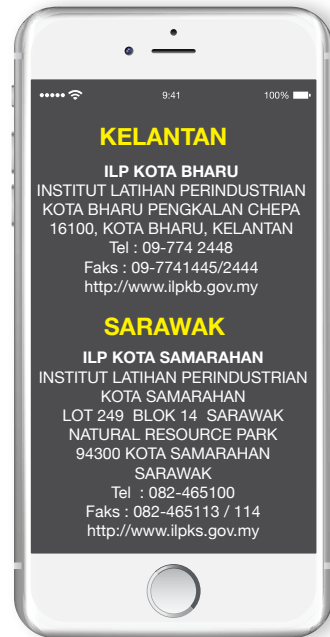 9:41
100%
KELANTAN
ILP KOTA BHARU
INSTITUT LATIHAN PERINDUSTRIAN
KOTA BHARU PENGKALAN CHEPA
16100, KOTA BHARU, KELANTAN
Tel : 09-774 2448
Faks : 09-7741445/2444
http://www.ilpkb.gov.my
SARAWAK
ILP KOTA SAMARAHAN
INSTITUT LATIHAN PERINDUSTRIAN
KOTA SAMARAHAN
LOT 249 BLOK 14 SARAWAK
NATURAL RESOURCE PARK
94300 KOTA SAMARAHAN
SARAWAK
Tel : 082-465100
Faks : 082-465113 / 114
http://www.ilpks.gov.my